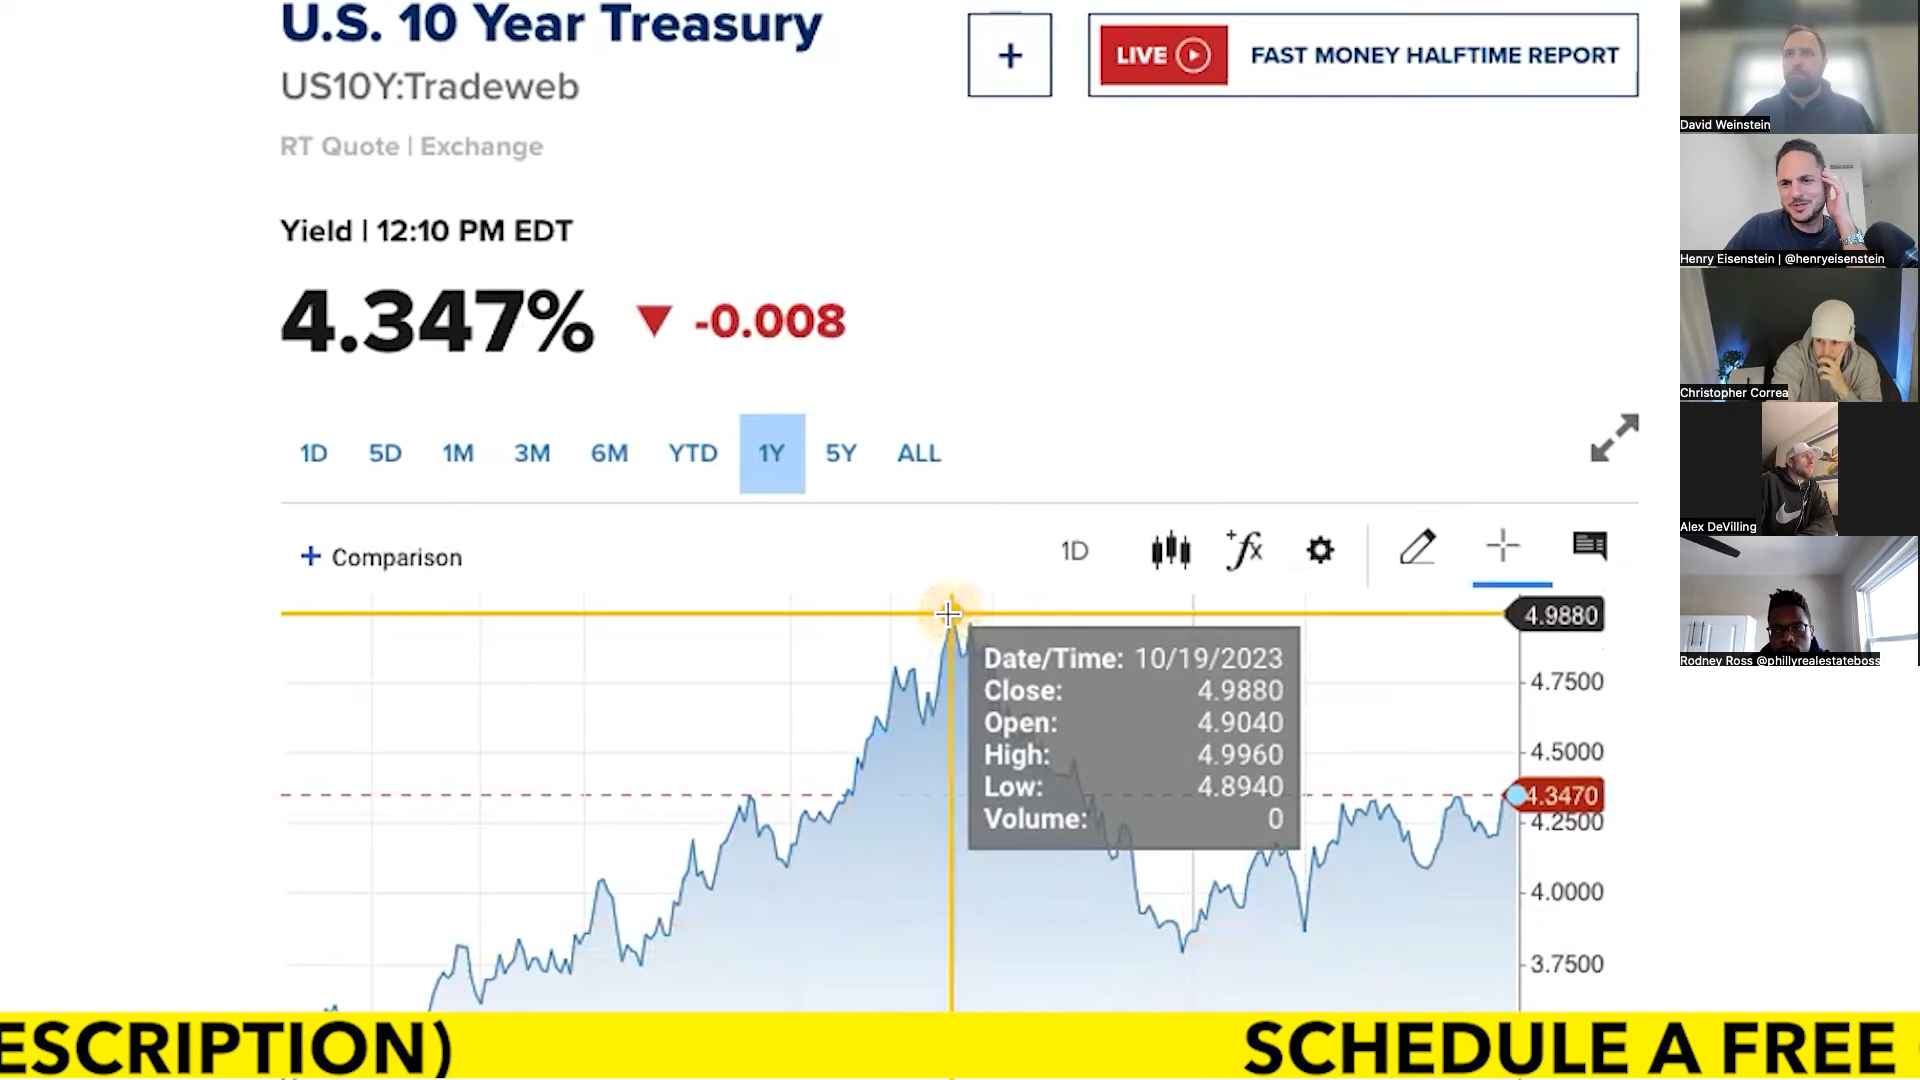 U.S. 10 Year Treasury
US10Y:Tradeweb
RT Quote | Exchange
+
LIVE
FAST MONEY HALFTIME REPORT
Yield | 12:10 PM EDT
4.347% ▼ -0.008
1D 5D 1M 3M 6M YTD 1Y 5Y ALL
+ Comparison
1D
+fx
4.9880
Date/Time: 10/19/2023
Close: 4.9880
Open: 4.9040
High: 4.9960
Low: 4.8940
Volume: 0
4.7500
4.5000
4.3470
4.2500
4.0000
3.7500
David Weinstein
Henry Eisenstein | @henryeisenstein
Christopher Correa
Alex DeVilling
Rodney Ross @phillyrealestateboss
ESCRIPTION) SCHEDULE A FREE